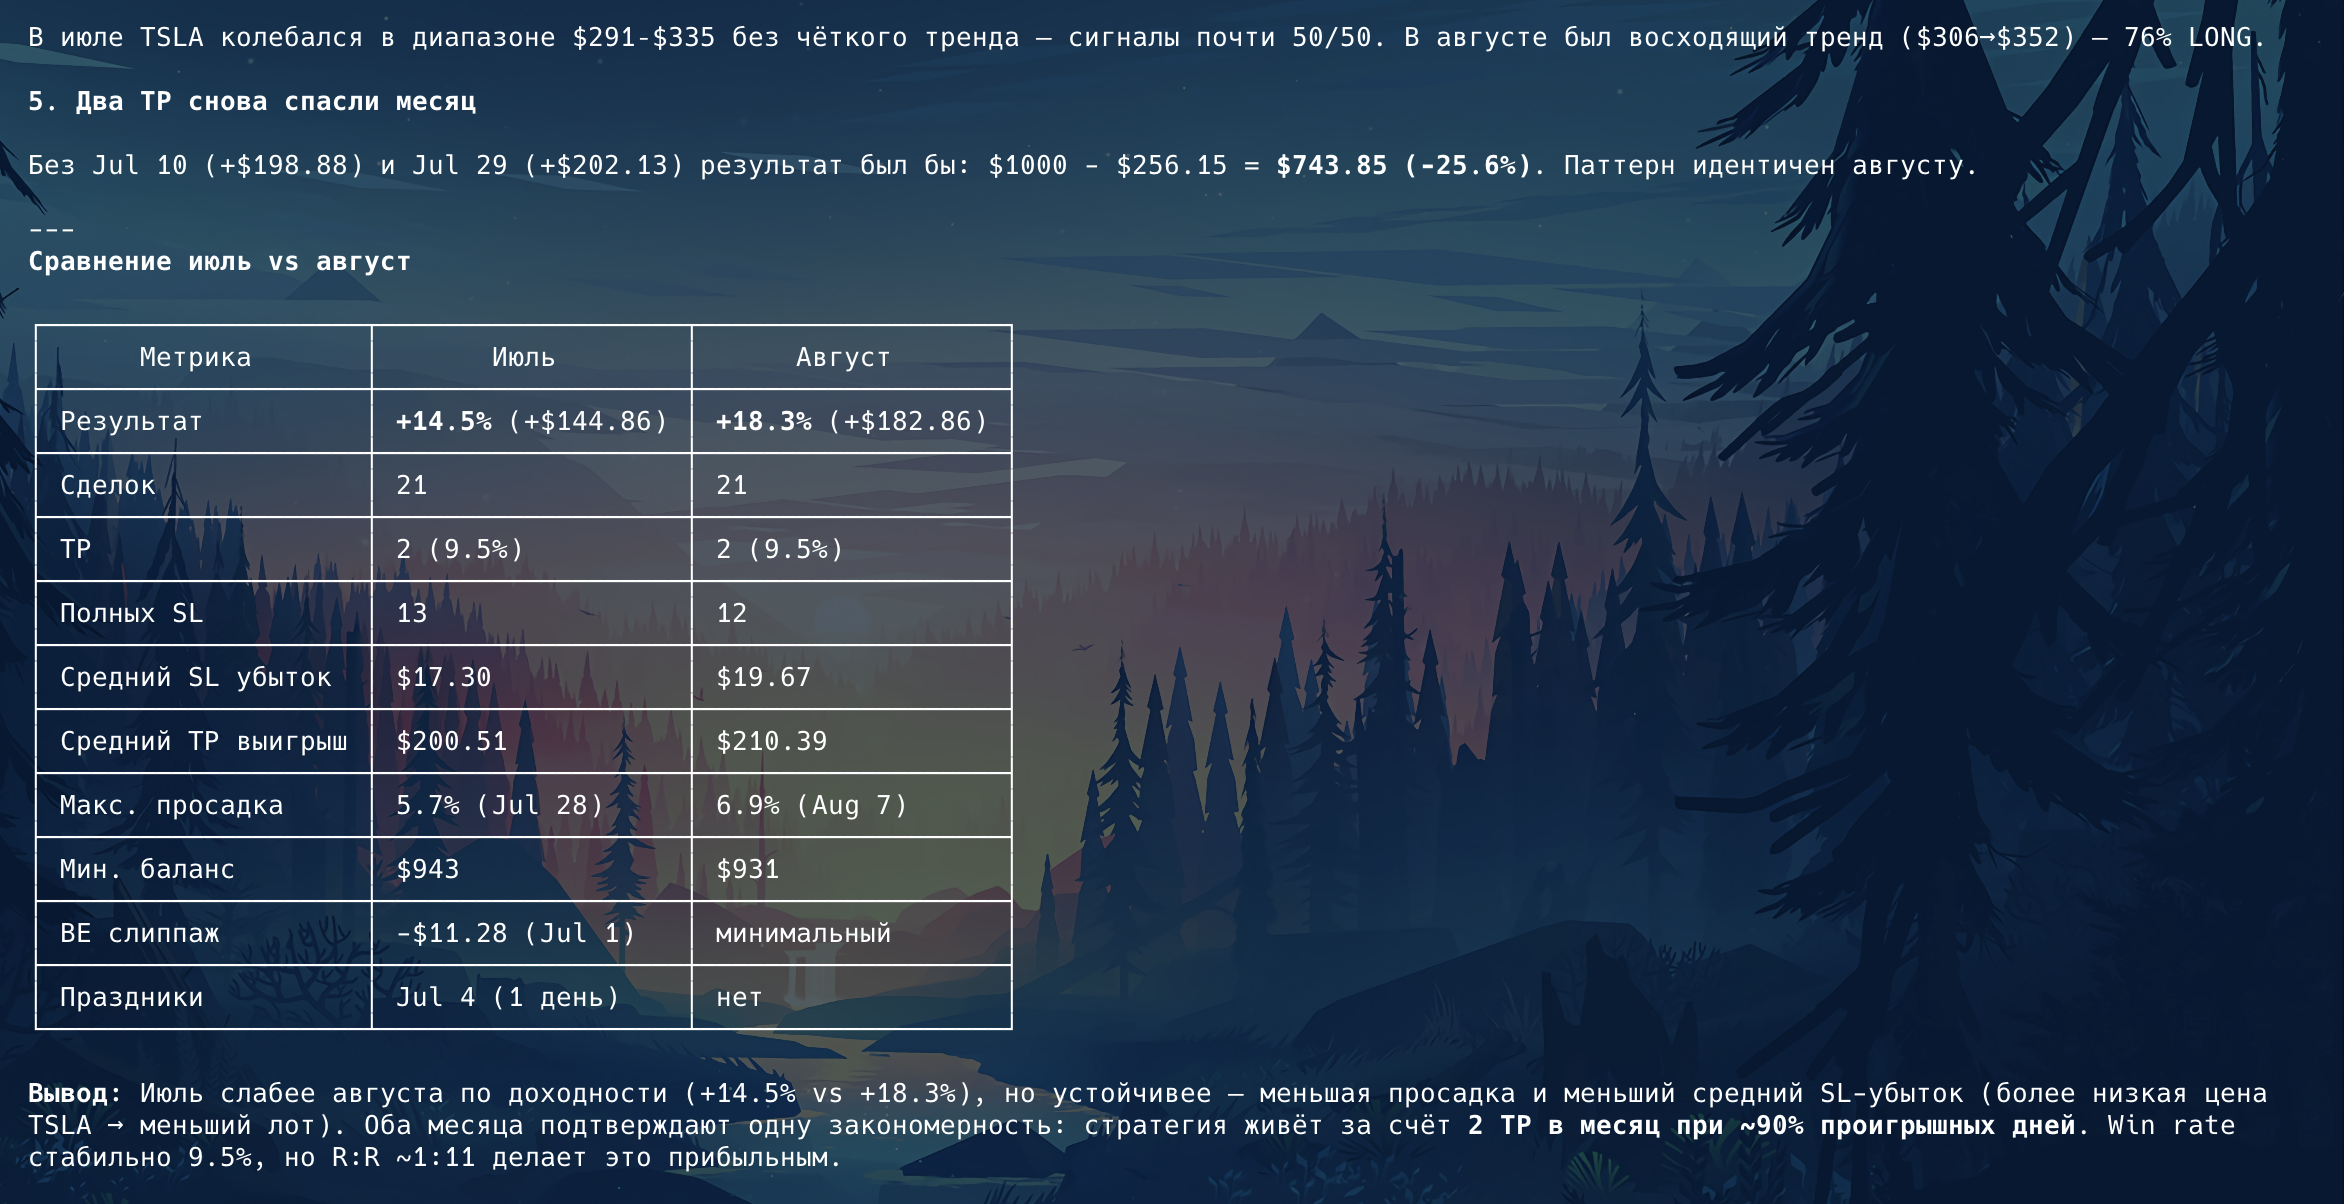 В июле TSLA колебался в диапазоне $291-$335 без чёткого тренда — сигналы почти 50/50. В августе был восходящий тренд ($306→$352) — 76% LONG.
5. Два TP снова спасли месяц
Без Jul 10 (+$198.88) и Jul 29 (+$202.13) результат был бы: $1000 - $256.15 = $743.85 (-25.6%). Паттерн идентичен августу.
---
Сравнение июль vs август
Метрика Июль Август
Результат +14.5% (+$144.86) +18.3% (+$182.86)
Сделок 21 21
TP 2 (9.5%) 2 (9.5%)
Полных SL 13 12
Средний SL убыток $17.30 $19.67
Средний TP выигрыш $200.51 $210.39
Макс. просадка 5.7% (Jul 28) 6.9% (Aug 7)
Мин. баланс $943 $931
BE слиппаж -$11.28 (Jul 1) минимальный
Праздники Jul 4 (1 день) нет
Вывод: Июль слабее августа по доходности (+14.5% vs +18.3%), но устойчивее — меньшая просадка и меньший средний SL-убыток (более низкая цена
TSLA → меньший лот). Оба месяца подтверждают одну закономерность: стратегия живёт за счёт 2 TP в месяц при ~90% проигрышных дней. Win rate
стабильно 9.5%, но R:R ~1:11 делает это прибыльным.